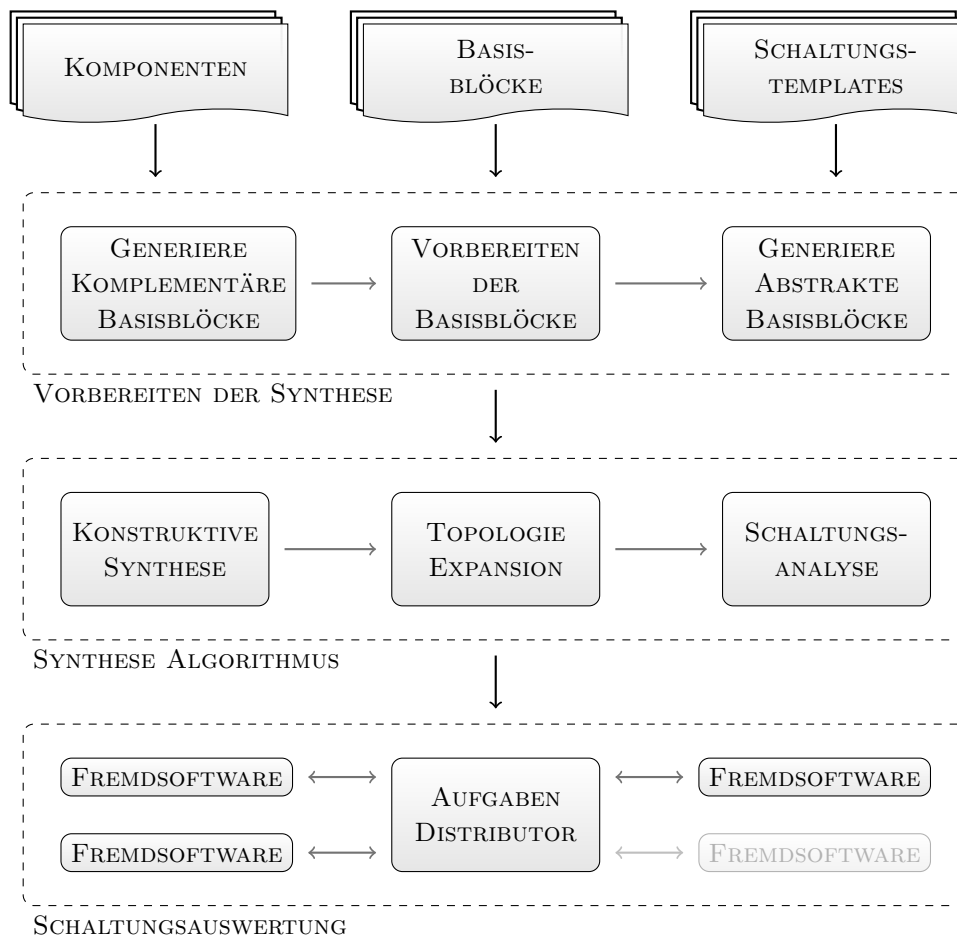 Komponenten
Basis-
blöcke
Schaltungs-
templates
Generiere
Komplementäre
Basisblöcke
Vorbereiten
der
Basisblöcke
Generiere
Abstrakte
Basisblöcke
Vorbereiten der Synthese
Konstruktive
Synthese
Topologie
Expansion
Schaltungs-
analyse
Synthese Algorithmus
Fremdsoftware
Fremdsoftware
Aufgaben
Distributor
Fremdsoftware
Fremdsoftware
Schaltungsauswertung